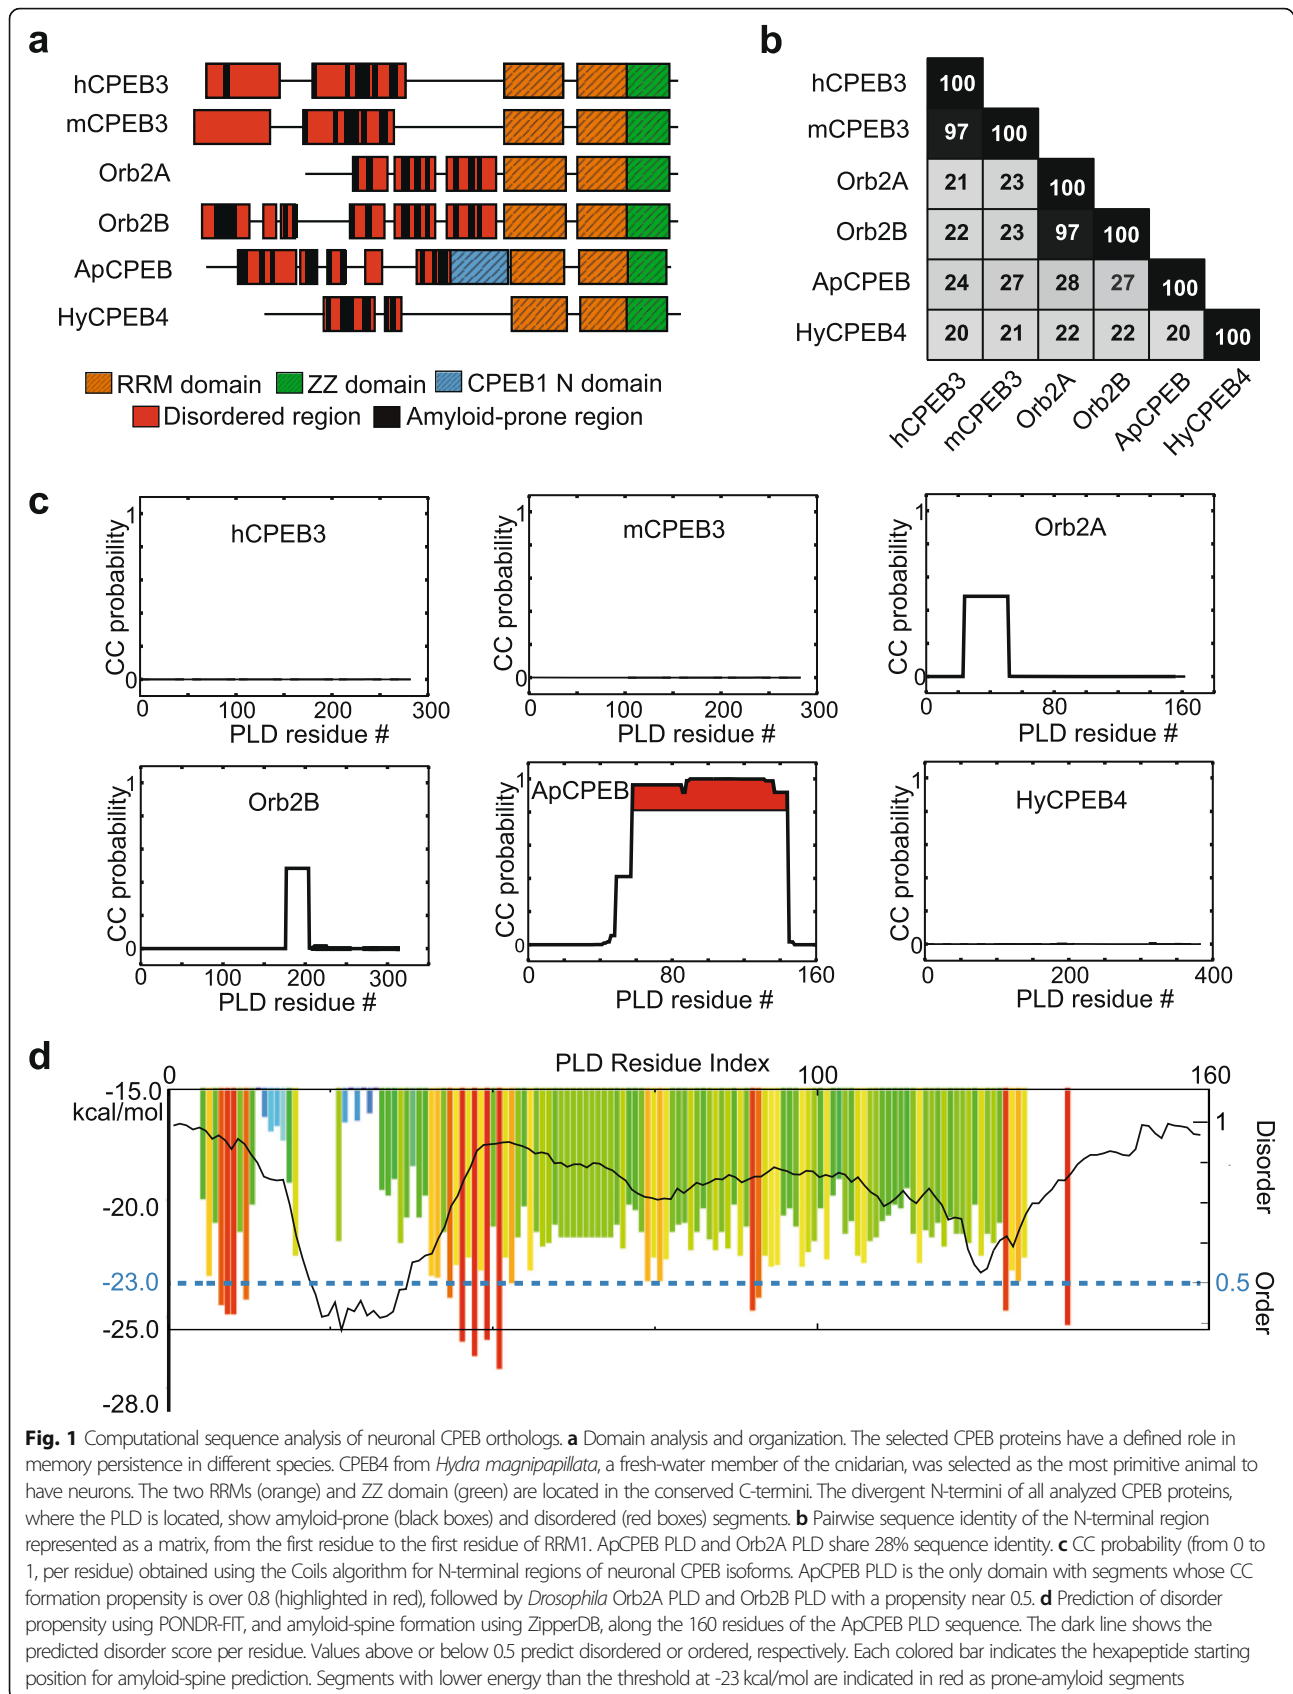 a
hCPEB3
mCPEB3
Orb2A
Orb2B
ApCPEB
HyCPEB4
RRM domain ZZ domain CPEB1 N domain
Disordered region Amyloid-prone region
b
hCPEB3 100
mCPEB3 97 100
Orb2A 21 23 100
Orb2B 22 23 97 100
ApCPEB 24 27 28 27 100
HyCPEB4 20 21 22 22 20 100
hCPEB3 mCPEB3 Orb2A Orb2B ApCPEB HyCPEB4
c
hCPEB3
CC probability
1
0
0 100 200 300
PLD residue #
mCPEB3
CC probability
1
0
0 100 200 300
PLD residue #
Orb2A
CC probability
1
0
0 80 160
PLD residue #
Orb2B
CC probability
1
0
0 100 200 300
PLD residue #
ApCPEB
CC probability
1
0
0 80 160
PLD residue #
HyCPEB4
CC probability
1
0
0 200 400
PLD residue #
d
PLD Residue Index
0 100 160
-15.0
kcal/mol
-20.0
-23.0
-25.0
-28.0
1
0.5
Disorder
Order
Fig. 1 Computational sequence analysis of neuronal CPEB orthologs. a Domain analysis and organization. The selected CPEB proteins have a defined role in
memory persistence in different species. CPEB4 from Hydra magnipapillata, a fresh-water member of the cnidarian, was selected as the most primitive animal to
have neurons. The two RRMs (orange) and ZZ domain (green) are located in the conserved C-termini. The divergent N-termini of all analyzed CPEB proteins,
where the PLD is located, show amyloid-prone (black boxes) and disordered (red boxes) segments. b Pairwise sequence identity of the N-terminal region
represented as a matrix, from the first residue to the first residue of RRM1. ApCPEB PLD and Orb2A PLD share 28% sequence identity. c CC probability (from 0 to
1, per residue) obtained using the Coils algorithm for N-terminal regions of neuronal CPEB isoforms. ApCPEB PLD is the only domain with segments whose CC
formation propensity is over 0.8 (highlighted in red), followed by Drosophila Orb2A PLD and Orb2B PLD with a propensity near 0.5. d Prediction of disorder
propensity using PONDR-FIT, and amyloid-spine formation using ZipperDB, along the 160 residues of the ApCPEB PLD sequence. The dark line shows the
predicted disorder score per residue. Values above or below 0.5 predict disordered or ordered, respectively. Each colored bar indicates the hexapeptide starting
position for amyloid-spine prediction. Segments with lower energy than the threshold at -23 kcal/mol are indicated in red as prone-amyloid segments